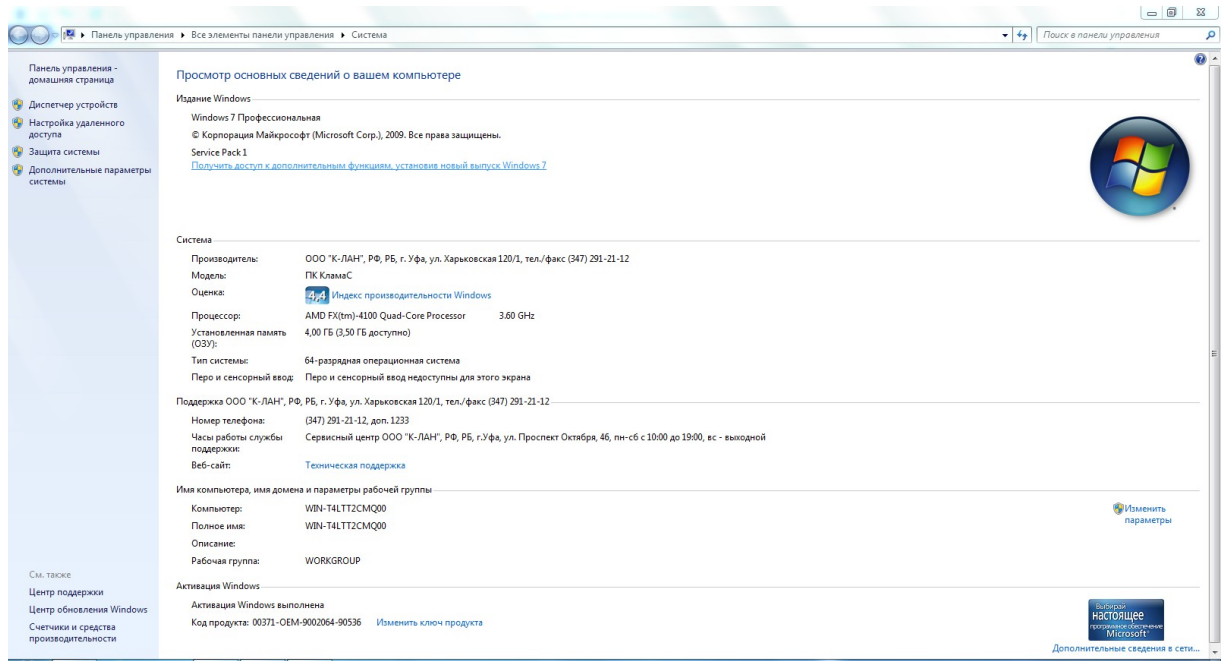 Панель управления ▸ Все элементы панели управления ▸ Система
Поиск в панели управления
Панель управления -
домашняя страница
Диспетчер устройств
Настройка удаленного
доступа
Защита системы
Дополнительные параметры
системы
См. также
Центр поддержки
Центр обновления Windows
Счетчики и средства
производительности
Просмотр основных сведений о вашем компьютере
Издание Windows
Windows 7 Профессиональная
© Корпорация Майкрософт (Microsoft Corp.), 2009. Все права защищены.
Service Pack 1
Получить доступ к дополнительным функциям, установив новый выпуск Windows 7
Система
Производитель: ООО "К-ЛАН", РФ, РБ, г. Уфа, ул. Харьковская 120/1, тел./факс (347) 291-21-12
Модель: ПК КламаС
Оценка: 4,4 Индекс производительности Windows
Процессор: AMD FX(tm)-4100 Quad-Core Processor 3.60 GHz
Установленная память 4,00 ГБ (3,50 ГБ доступно)
(ОЗУ):
Тип системы: 64-разрядная операционная система
Перо и сенсорный ввод: Перо и сенсорный ввод недоступны для этого экрана
Поддержка ООО "К-ЛАН", РФ, РБ, г. Уфа, ул. Харьковская 120/1, тел./факс (347) 291-21-12
Номер телефона: (347) 291-21-12, доп. 1233
Часы работы службы Сервисный центр ООО "К-ЛАН", РФ, РБ, г.Уфа, ул. Проспект Октября, 46, пн-сб с 10:00 до 19:00, вс - выходной
поддержки:
Веб-сайт: Техническая поддержка
Имя компьютера, имя домена и параметры рабочей группы
Компьютер: WIN-T4LTT2CMQ00
Изменить
параметры
Полное имя: WIN-T4LTT2CMQ00
Описание:
Рабочая группа: WORKGROUP
Активация Windows
Активация Windows выполнена
Код продукта: 00371-OEM-9002064-90536 Изменить ключ продукта
Выбирай
настоящее
программное обеспечение
Microsoft
Дополнительные сведения в сети...